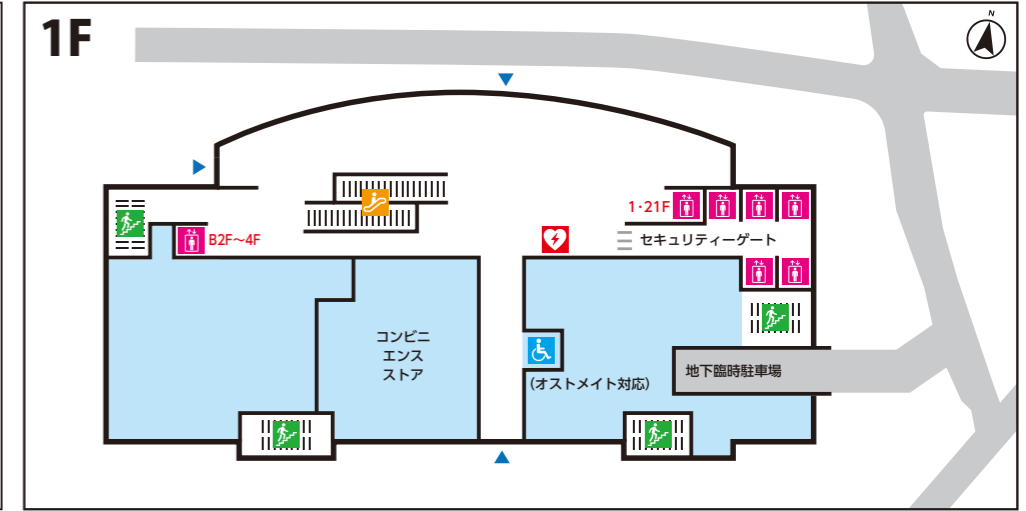 1F
N
1・21F
セキュリティーゲート
B2F～4F
コンビニ
エンス
ストア
(オストメイト対応)
地下臨時駐車場